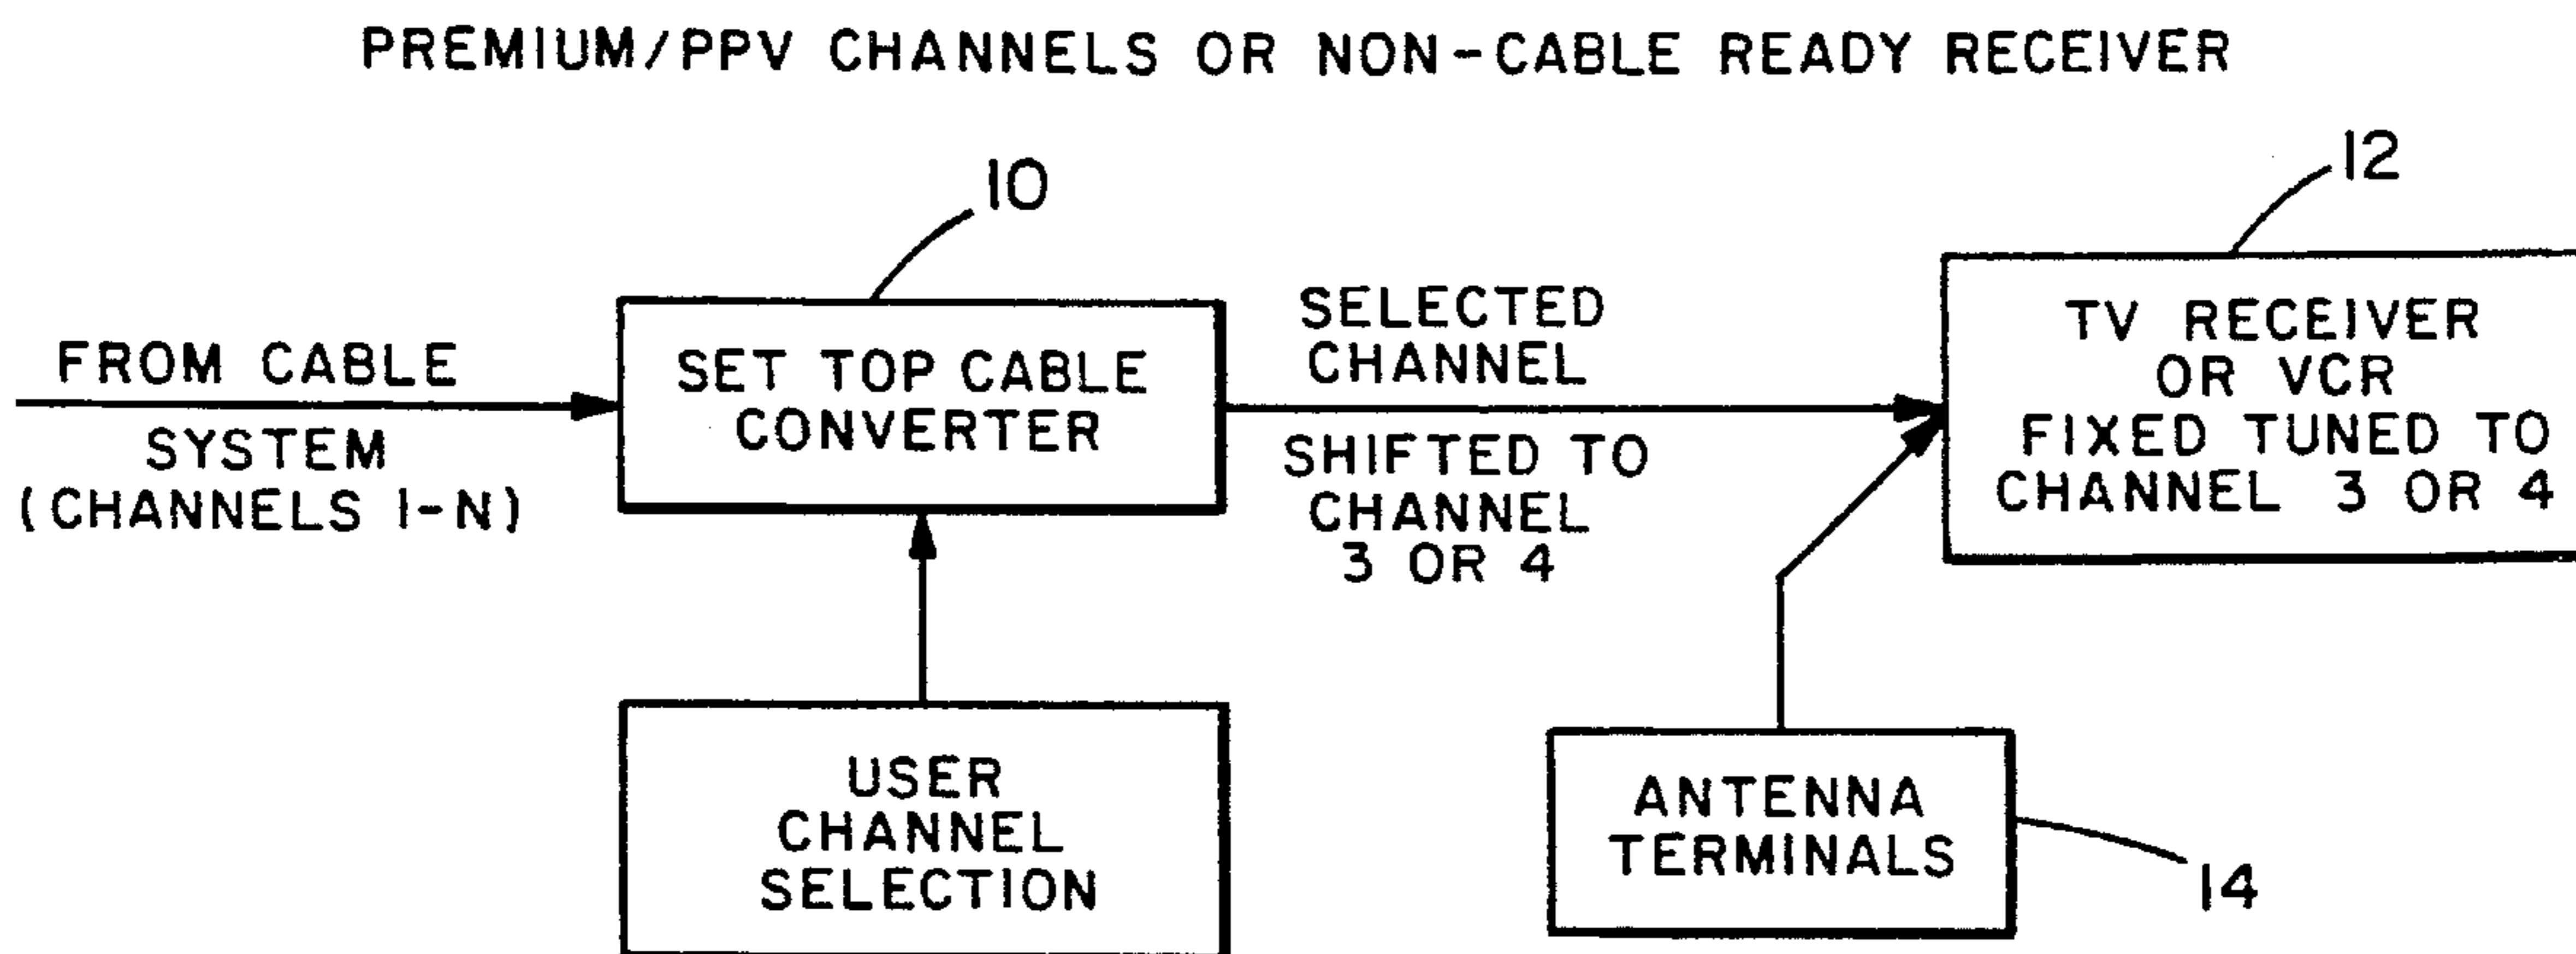 PREMIUM/PPV CHANNELS OR NON-CABLE READY RECEIVER
10
12
FROM CABLE
SYSTEM
(CHANNELS 1-N)
SET TOP CABLE
CONVERTER
SELECTED
CHANNEL
SHIFTED TO
CHANNEL
3 OR 4
TV RECEIVER
OR VCR
FIXED TUNED TO
CHANNEL 3 OR 4
USER
CHANNEL
SELECTION
ANTENNA
TERMINALS
14